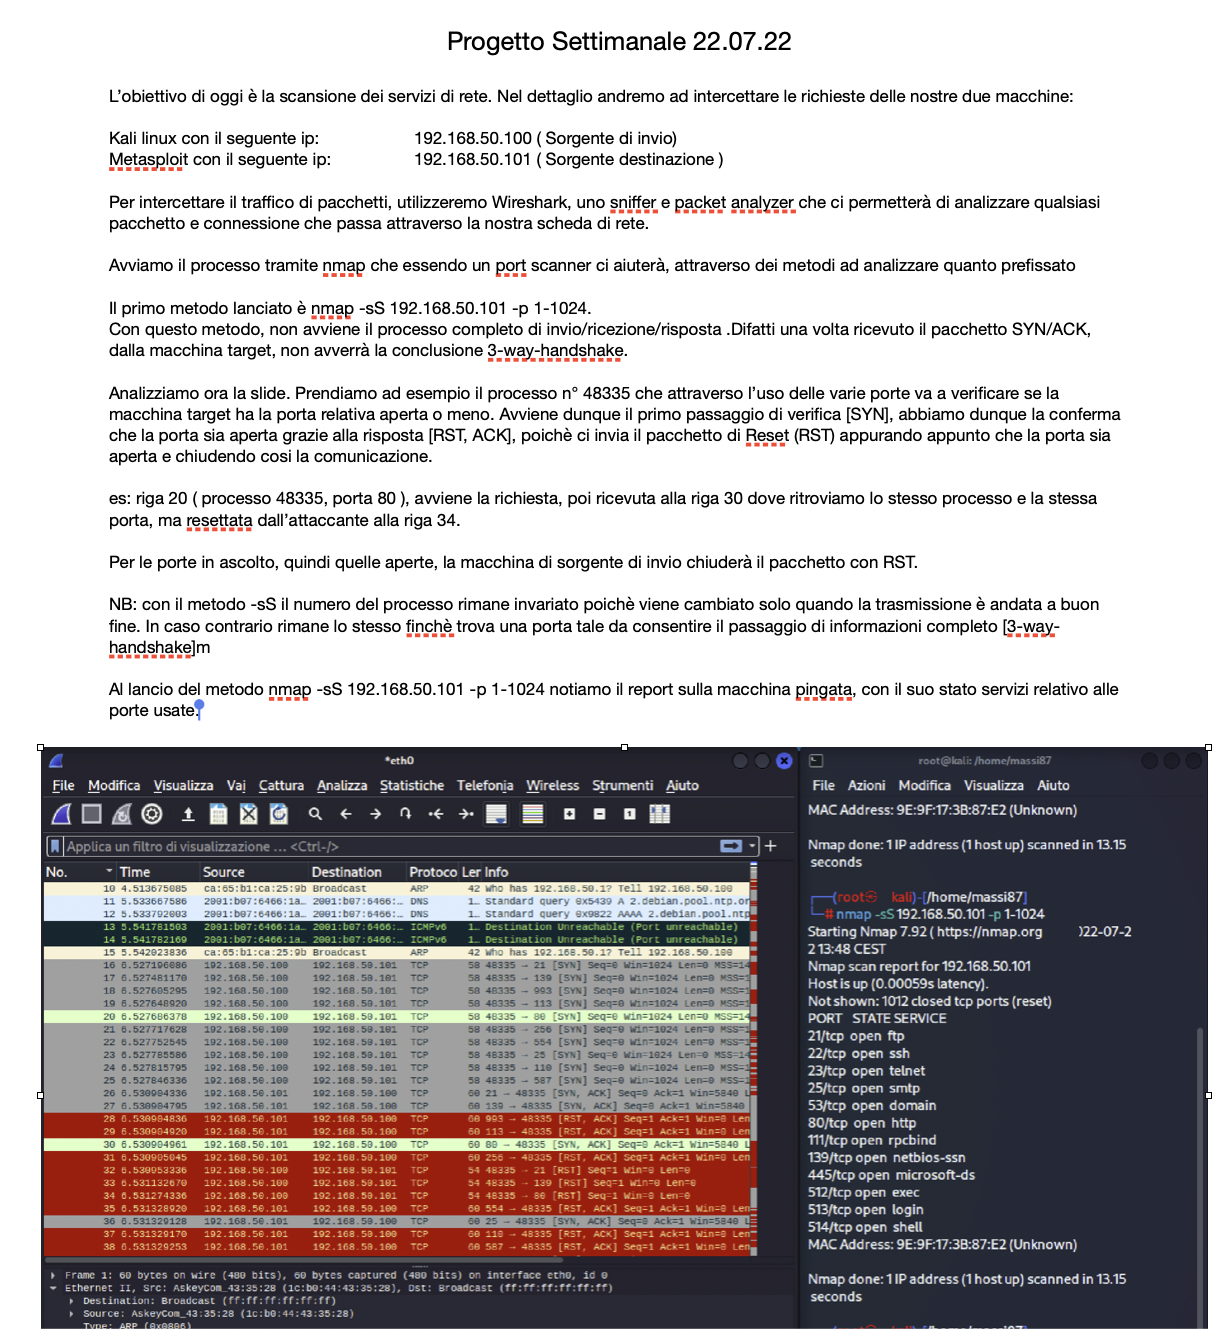 Progetto Settimanale 22.07.22
L'obiettivo di oggi è la scansione dei servizi di rete. Nel dettaglio andremo ad intercettare le richieste delle nostre due macchine:
Kali linux con il seguente ip: 192.168.50.100 ( Sorgente di invio)
Metasploit con il seguente ip: 192.168.50.101 ( Sorgente destinazione )
Per intercettare il traffico di pacchetti, utilizzeremo Wireshark, uno sniffer e packet analyzer che ci permetterà di analizzare qualsiasi
pacchetto e connessione che passa attraverso la nostra scheda di rete.
Avviamo il processo tramite nmap che essendo un port scanner ci aiuterà, attraverso dei metodi ad analizzare quanto prefissato
Il primo metodo lanciato è nmap -sS 192.168.50.101 -p 1-1024.
Con questo metodo, non avviene il processo completo di invio/ricezione/risposta .Difatti una volta ricevuto il pacchetto SYN/ACK,
dalla macchina target, non avverrà la conclusione 3-way-handshake.
Analizziamo ora la slide. Prendiamo ad esempio il processo n° 48335 che attraverso l'uso delle varie porte va a verificare se la
macchina target ha la porta relativa aperta o meno. Avviene dunque il primo passaggio di verifica [SYN], abbiamo dunque la conferma
che la porta sia aperta grazie alla risposta [RST, ACK], poichè ci invia il pacchetto di Reset (RST) appurando appunto che la porta sia
aperta e chiudendo cosi la comunicazione.
es: riga 20 ( processo 48335, porta 80 ), avviene la richiesta, poi ricevuta alla riga 30 dove ritroviamo lo stesso processo e la stessa
porta, ma resettata dall'attaccante alla riga 34.
Per le porte in ascolto, quindi quelle aperte, la macchina di sorgente di invio chiuderà il pacchetto con RST.
NB: con il metodo -sS il numero del processo rimane invariato poichè viene cambiato solo quando la trasmissione è andata a buon
fine. In caso contrario rimane lo stesso finchè trova una porta tale da consentire il passaggio di informazioni completo [3-way-
handshake]m
Al lancio del metodo nmap -sS 192.168.50.101 -p 1-1024 notiamo il report sulla macchina pingata, con il suo stato servizi relativo alle
porte usate.
*eth0
File Modifica Visualizza Vai Cattura Analizza Statistiche Telefonia Wireless Strumenti Aiuto
Applica un filtro di visualizzazione ... <Ctrl-/>
No. Time Source Destination Protoco Ler Info
10 4.513675085 ca:65:b1:ca:25:9b Broadcast ARP 42 Who has 192.168.50.1? Tell 192.168.50.100
11 5.533667586 2001:b07:6466:1a… 2001:b07:6466:… DNS 1… Standard query 0x5439 A 2.debian.pool.ntp.or
12 5.533792003 2001:b07:6466:1a… 2001:b07:6466:… DNS 1… Standard query 0x9822 AAAA 2.debian.pool.ntp
13 5.541781503 2001:b07:6466:1a… 2001:b07:6466:… ICMPv6 1… Destination Unreachable (Port unreachable)
14 5.541782169 2001:b07:6466:1a… 2001:b07:6466:… ICMPv6 1… Destination Unreachable (Port unreachable)
15 5.542023836 ca:65:b1:ca:25:9b Broadcast ARP 42 Who has 192.168.50.1? Tell 192.168.50.100
16 6.527196086 192.168.50.100 192.168.50.101 TCP 58 48335 → 21 [SYN] Seq=0 Win=1024 Len=0 MSS=14
17 6.527481170 192.168.50.100 192.168.50.101 TCP 58 48335 → 139 [SYN] Seq=0 Win=1024 Len=0 MSS=1
18 6.527605295 192.168.50.100 192.168.50.101 TCP 58 48335 → 993 [SYN] Seq=0 Win=1024 Len=0 MSS=1
19 6.527648920 192.168.50.100 192.168.50.101 TCP 58 48335 → 113 [SYN] Seq=0 Win=1024 Len=0 MSS=1
20 6.527686378 192.168.50.100 192.168.50.101 TCP 58 48335 → 80 [SYN] Seq=0 Win=1024 Len=0 MSS=14
21 6.527717628 192.168.50.100 192.168.50.101 TCP 58 48335 → 256 [SYN] Seq=0 Win=1024 Len=0 MSS=1
22 6.527752545 192.168.50.100 192.168.50.101 TCP 58 48335 → 554 [SYN] Seq=0 Win=1024 Len=0 MSS=1
23 6.527785586 192.168.50.100 192.168.50.101 TCP 58 48335 → 25 [SYN] Seq=0 Win=1024 Len=0 MSS=14
24 6.527815795 192.168.50.100 192.168.50.101 TCP 58 48335 → 110 [SYN] Seq=0 Win=1024 Len=0 MSS=1
25 6.527846336 192.168.50.100 192.168.50.101 TCP 58 48335 → 587 [SYN] Seq=0 Win=1024 Len=0 MSS=1
26 6.530904336 192.168.50.101 192.168.50.100 TCP 60 21 → 48335 [SYN, ACK] Seq=0 Ack=1 Win=5840 L
27 6.530904795 192.168.50.101 192.168.50.100 TCP 60 139 → 48335 [SYN, ACK] Seq=0 Ack=1 Win=5840
28 6.530904836 192.168.50.101 192.168.50.100 TCP 60 993 → 48335 [RST, ACK] Seq=1 Ack=1 Win=0 Len
29 6.530904920 192.168.50.101 192.168.50.100 TCP 60 113 → 48335 [RST, ACK] Seq=1 Ack=1 Win=0 Len
30 6.530904961 192.168.50.101 192.168.50.100 TCP 60 80 → 48335 [SYN, ACK] Seq=0 Ack=1 Win=5840 L
31 6.530905045 192.168.50.101 192.168.50.100 TCP 60 256 → 48335 [RST, ACK] Seq=1 Ack=1 Win=0 Len
32 6.530953336 192.168.50.100 192.168.50.101 TCP 54 48335 → 21 [RST] Seq=1 Win=0 Len=0
33 6.531132670 192.168.50.100 192.168.50.101 TCP 54 48335 → 139 [RST] Seq=1 Win=0 Len=0
34 6.531274336 192.168.50.100 192.168.50.101 TCP 54 48335 → 80 [RST] Seq=1 Win=0 Len=0
35 6.531328920 192.168.50.101 192.168.50.100 TCP 60 554 → 48335 [RST, ACK] Seq=1 Ack=1 Win=0 Len
36 6.531329128 192.168.50.101 192.168.50.100 TCP 60 25 → 48335 [SYN, ACK] Seq=0 Ack=1 Win=5840 L
37 6.531329170 192.168.50.101 192.168.50.100 TCP 60 110 → 48335 [RST, ACK] Seq=1 Ack=1 Win=0 Len
38 6.531329253 192.168.50.101 192.168.50.100 TCP 60 587 → 48335 [RST, ACK] Seq=1 Ack=1 Win=0 Len
Frame 1: 60 bytes on wire (480 bits), 60 bytes captured (480 bits) on interface eth0, id 0
Ethernet II, Src: AskeyCom_43:35:28 (1c:b0:44:43:35:28), Dst: Broadcast (ff:ff:ff:ff:ff:ff)
Destination: Broadcast (ff:ff:ff:ff:ff:ff)
Source: AskeyCom_43:35:28 (1c:b0:44:43:35:28)
Type: ARP (0x0806)
root@kali: /home/massi87
File Azioni Modifica Visualizza Aiuto
MAC Address: 9E:9F:17:3B:87:E2 (Unknown)
Nmap done: 1 IP address (1 host up) scanned in 13.15
seconds
(root㉿ kali)-[/home/massi87]
# nmap -sS 192.168.50.101 -p 1-1024
Starting Nmap 7.92 ( https://nmap.org )22-07-2
2 13:48 CEST
Nmap scan report for 192.168.50.101
Host is up (0.00059s latency).
Not shown: 1012 closed tcp ports (reset)
PORT STATE SERVICE
21/tcp open ftp
22/tcp open ssh
23/tcp open telnet
25/tcp open smtp
53/tcp open domain
80/tcp open http
111/tcp open rpcbind
139/tcp open netbios-ssn
445/tcp open microsoft-ds
512/tcp open exec
513/tcp open login
514/tcp open shell
MAC Address: 9E:9F:17:3B:87:E2 (Unknown)
Nmap done: 1 IP address (1 host up) scanned in 13.15
seconds